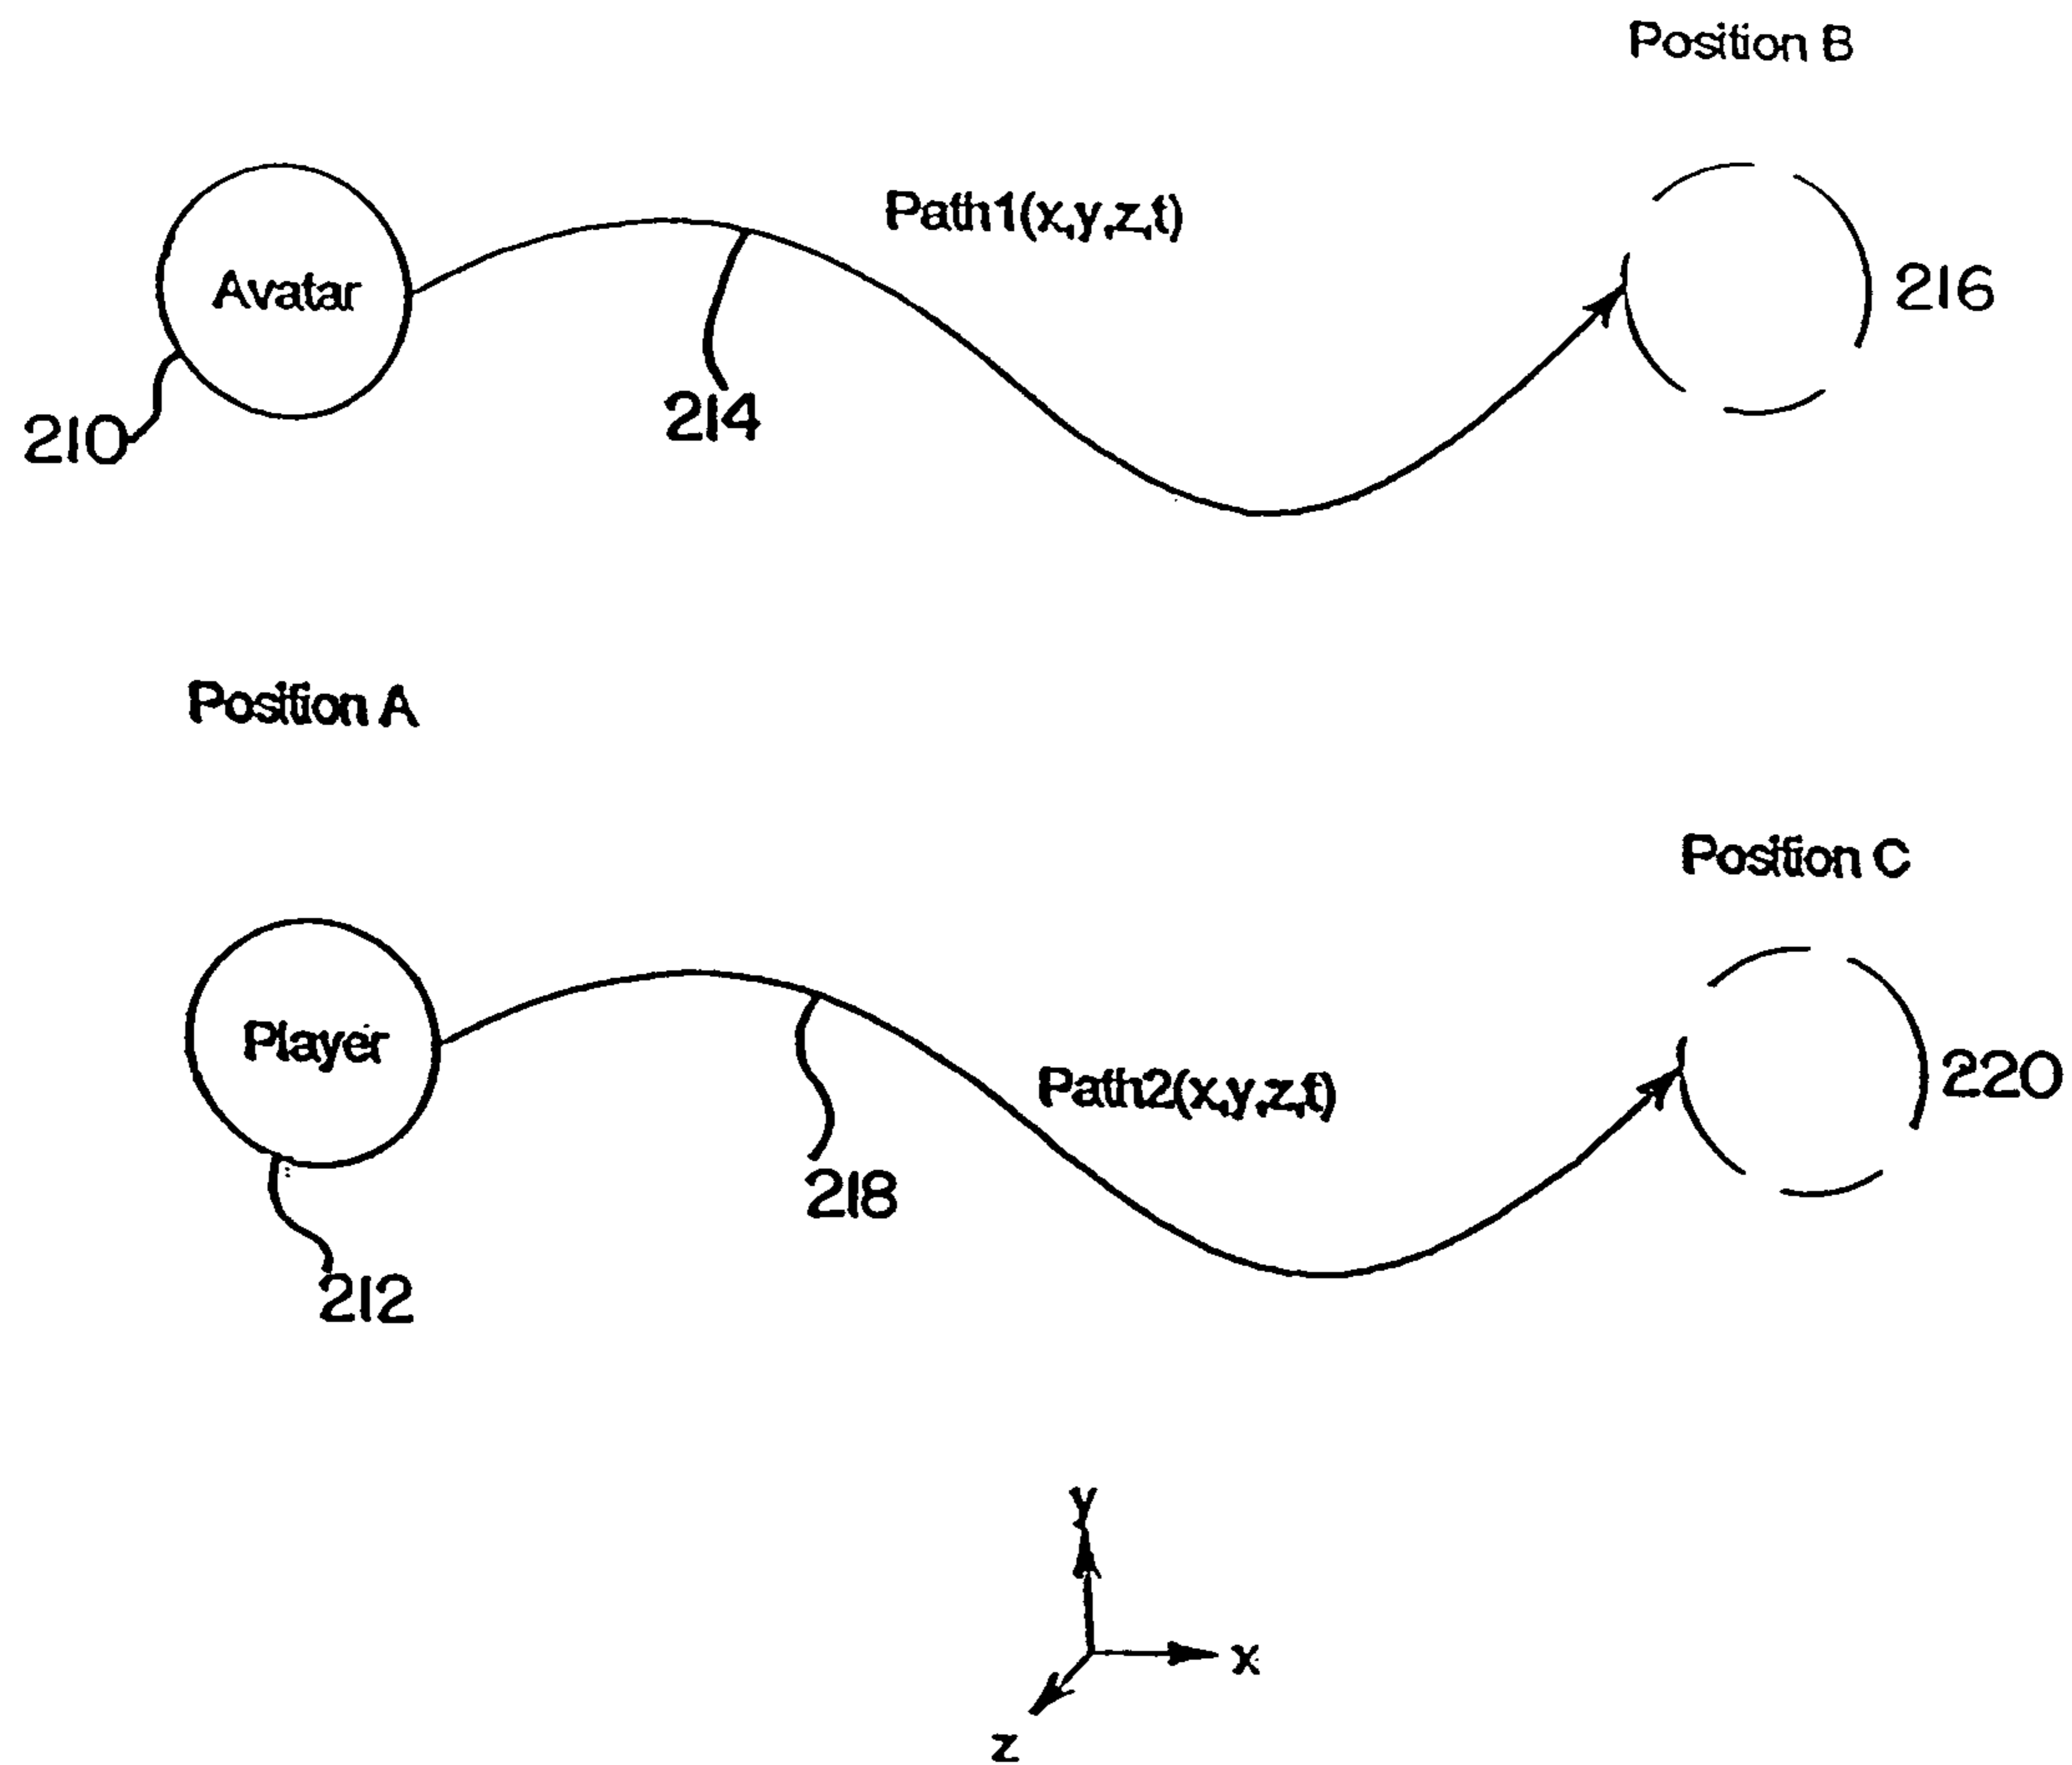 Position B
Path1(x,y,z,t)
Avatar
216
214
210
Position A
Position C
Player
220
Path2(x,y,z,t)
218
212
y
x
z